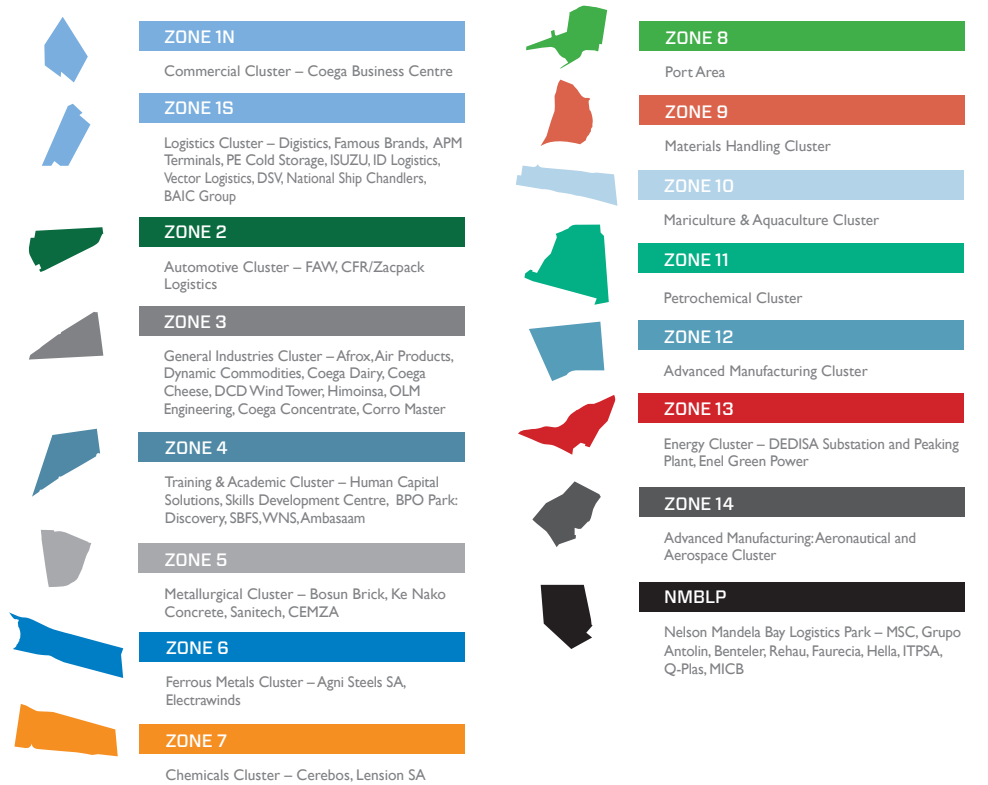 ZONE 1N
Commercial Cluster – Coega Business Centre
ZONE 1S
Logistics Cluster – Digistics, Famous Brands, APM
Terminals, PE Cold Storage, ISUZU, ID Logistics,
Vector Logistics, DSV, National Ship Chandlers,
BAIC Group
ZONE 2
Automotive Cluster – FAW, CFR/Zacpack
Logistics
ZONE 3
General Industries Cluster – Afrox, Air Products,
Dynamic Commodities, Coega Dairy, Coega
Cheese, DCD Wind Tower, Himoinsa, OLM
Engineering, Coega Concentrate, Corro Master
ZONE 4
Training & Academic Cluster – Human Capital
Solutions, Skills Development Centre, BPO Park:
Discovery, SBFS, WNS, Ambasaam
ZONE 5
Metallurgical Cluster – Bosun Brick, Ke Nako
Concrete, Sanitech, CEMZA
ZONE 6
Ferrous Metals Cluster – Agni Steels SA,
Electrawinds
ZONE 7
Chemicals Cluster – Cerebos, Lension SA
ZONE 8
Port Area
ZONE 9
Materials Handling Cluster
ZONE 10
Mariculture & Aquaculture Cluster
ZONE 11
Petrochemical Cluster
ZONE 12
Advanced Manufacturing Cluster
ZONE 13
Energy Cluster – DEDISA Substation and Peaking
Plant, Enel Green Power
ZONE 14
Advanced Manufacturing: Aeronautical and
Aerospace Cluster
NMBLP
Nelson Mandela Bay Logistics Park – MSC, Grupo
Antolin, Benteler, Rehau, Faurecia, Hella, ITPSA,
Q-Plas, MICB